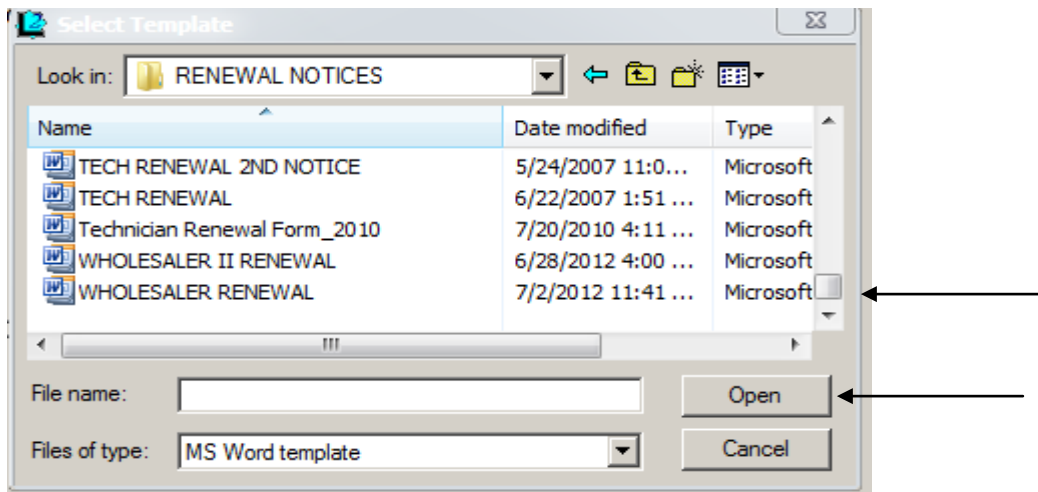 Select Template
Look in: RENEWAL NOTICES
Name Date modified Type
TECH RENEWAL 2ND NOTICE 5/24/2007 11:0... Microsoft
TECH RENEWAL 6/22/2007 1:51 ... Microsoft
Technician Renewal Form_2010 7/20/2010 4:11 ... Microsoft
WHOLESALER II RENEWAL 6/28/2012 4:00 ... Microsoft
WHOLESALER RENEWAL 7/2/2012 11:41 ... Microsoft
File name: Open
Files of type: MS Word template Cancel